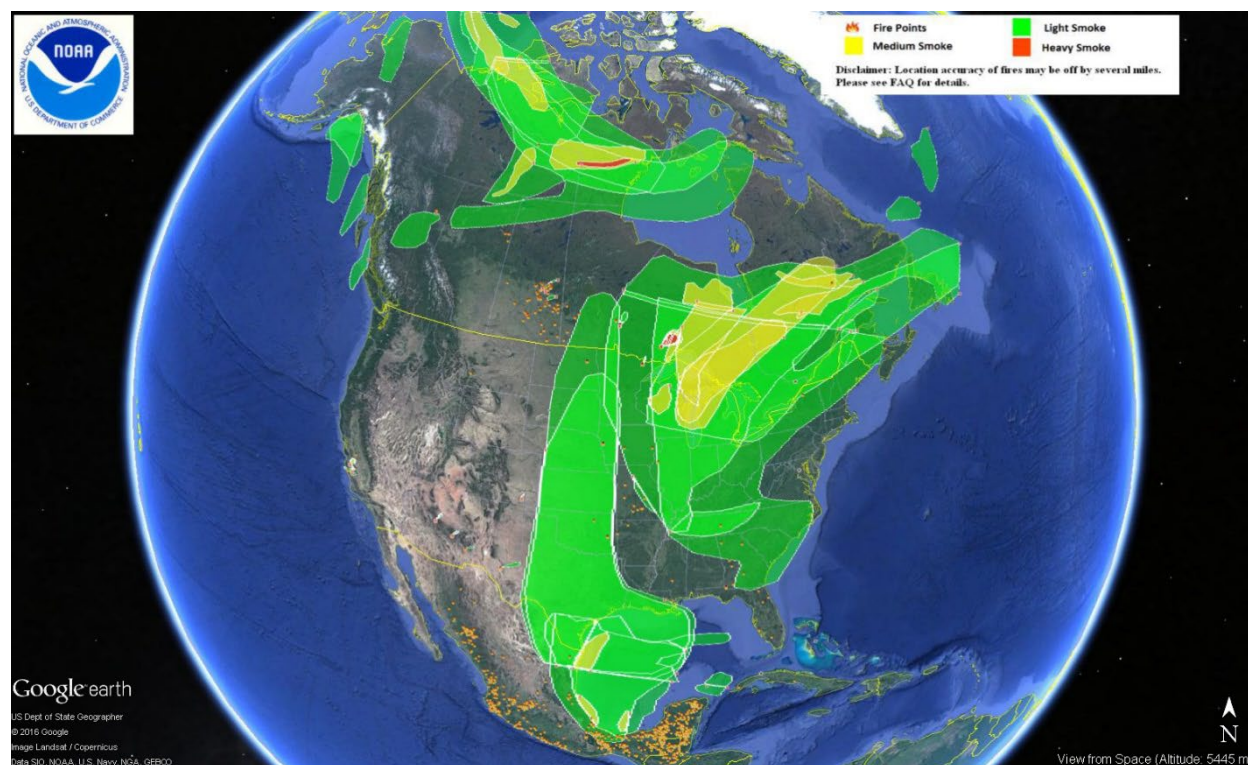 NATIONAL OCEANIC AND ATMOSPHERIC ADMINISTRATION
NOAA
U.S. DEPARTMENT OF COMMERCE
Fire Points
Light Smoke
Medium Smoke
Heavy Smoke
Disclaimer: Location accuracy of fires may be off by several miles.
Please see FAQ for details.
Google earth
US Dept of State Geographer
© 2016 Google
Image Landsat / Copernicus
Data SIO, NOAA, U.S. Navy, NGA, GEBCO
N
View from Space (Altitude: 5445 m